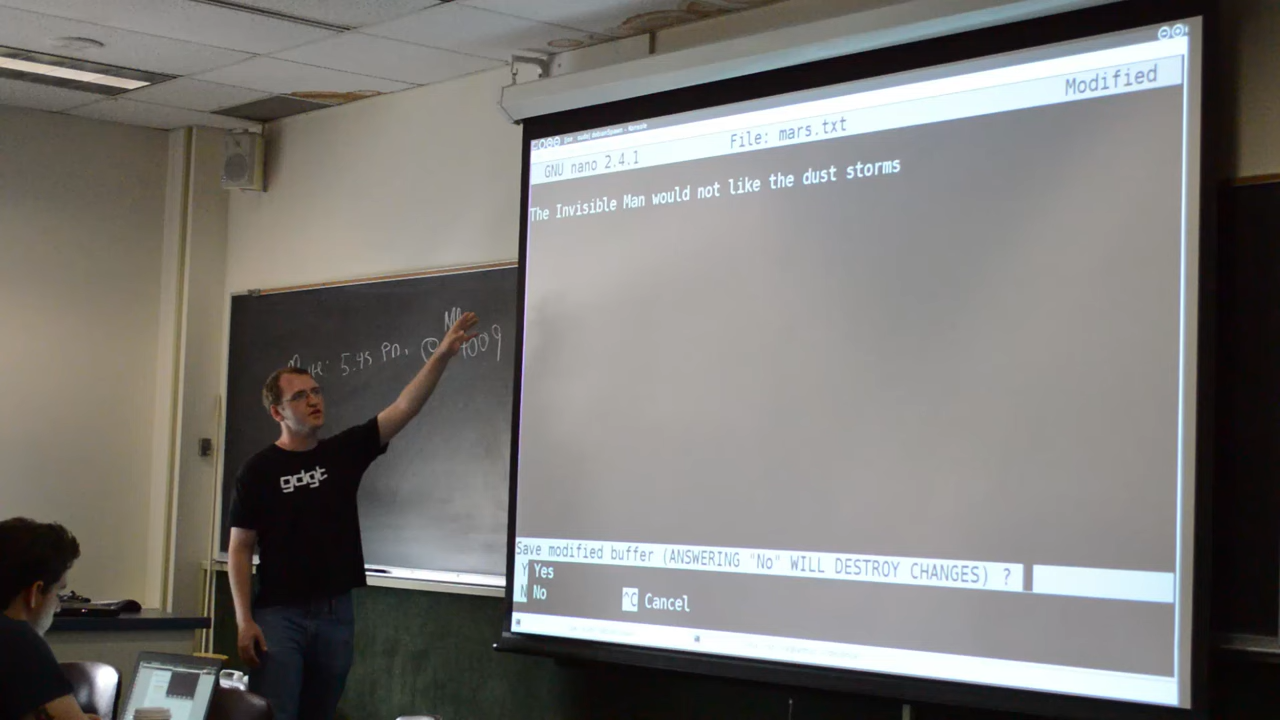 Modified
GNU nano 2.4.1 File: mars.txt
The Invisible Man would not like the dust storms
5.45 pm,
gdgt
Save modified buffer (ANSWERING "No" WILL DESTROY CHANGES) ?
Y Yes
N No ^C Cancel